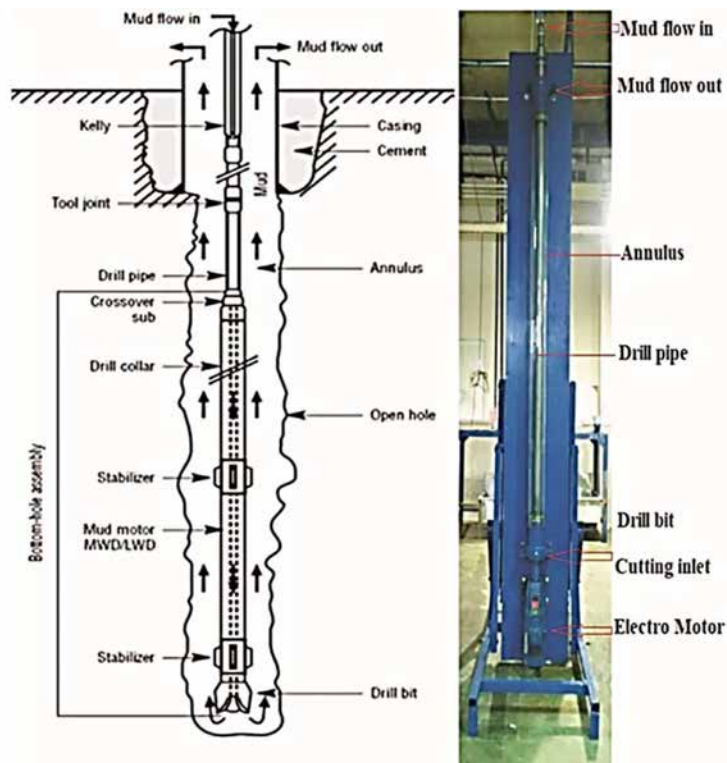 Mud flow in
Mud flow out
Kelly
Casing
Cement
Mud
Tool joint
Drill pipe
Annulus
Crossover
sub
Drill collar
Open hole
Bottom-hole assembly
Stabilizer
Mud motor
MWD/LWD
Stabilizer
Drill bit
Mud flow in
Mud flow out
Annulus
Drill pipe
Drill bit
Cutting inlet
Electro Motor